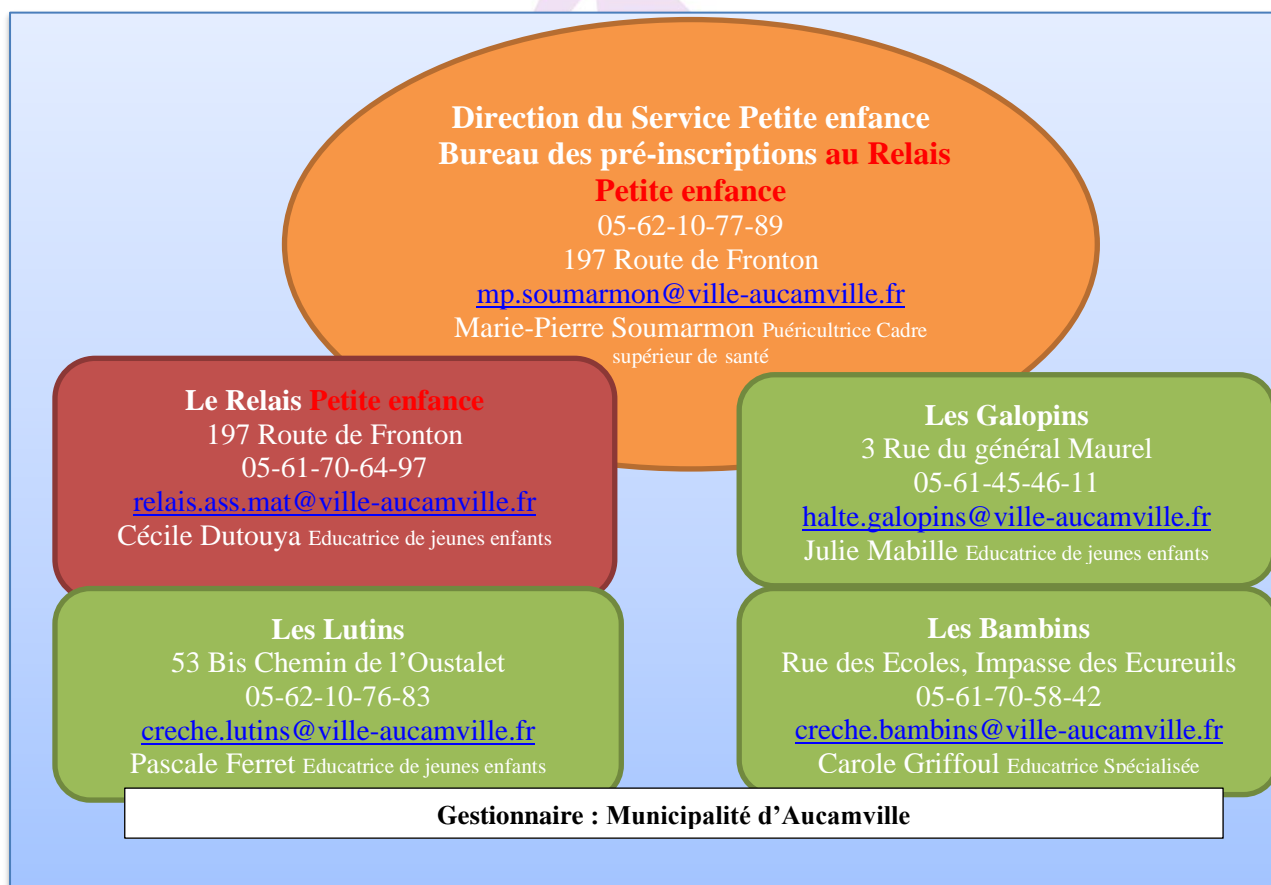 Direction du Service Petite enfance
Bureau des pré-inscriptions au Relais
Petite enfance
05-62-10-77-89
197 Route de Fronton
mp.soumarmon@ville-aucamville.fr
Marie-Pierre Soumarmon Puéricultrice Cadre
supérieur de santé
Le Relais Petite enfance
197 Route de Fronton
05-61-70-64-97
relais.ass.mat@ville-aucamville.fr
Cécile Dutouya Educatrice de jeunes enfants
Les Galopins
3 Rue du général Maurel
05-61-45-46-11
halte.galopins@ville-aucamville.fr
Julie Mabille Educatrice de jeunes enfants
Les Lutins
53 Bis Chemin de l’Oustalet
05-62-10-76-83
creche.lutins@ville-aucamville.fr
Pascale Ferret Educatrice de jeunes enfants
Les Bambins
Rue des Ecoles, Impasse des Ecureuils
05-61-70-58-42
creche.bambins@ville-aucamville.fr
Carole Griffoul Educatrice Spécialisée
Gestionnaire : Municipalité d’Aucamville